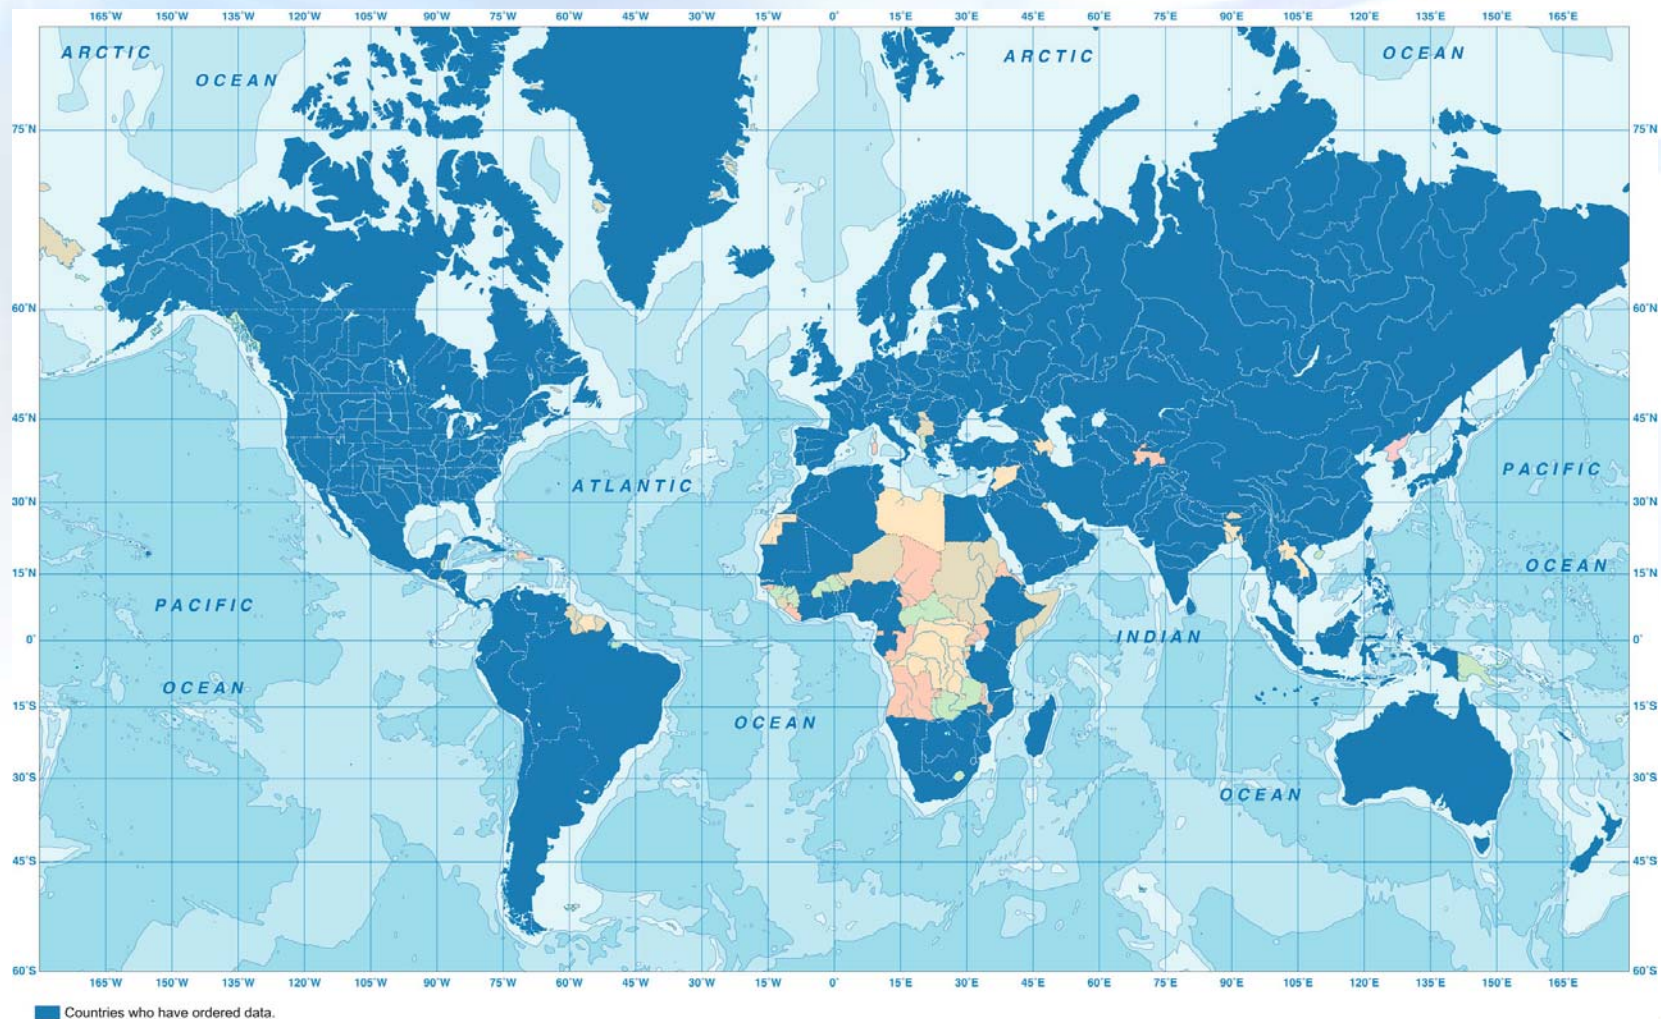 165°W 150°W 135°W 120°W 105°W 90°W 75°W 60°W 45°W 30°W 15°W 0° 15°E 30°E 45°E 60°E 75°E 90°E 105°E 120°E 135°E 150°E 165°E
ARCTIC ARCTIC OCEAN
OCEAN
75°N 75°N
60°N 60°N
45°N 45°N
PACIFIC
ATLANTIC
30°N 30°N
OCEAN
15°N 15°N
PACIFIC
INDIAN
0° 0°
OCEAN
15°S 15°S
OCEAN
30°S 30°S
OCEAN
45°S 45°S
60°S 60°S
165°W 150°W 135°W 120°W 105°W 90°W 75°W 60°W 45°W 30°W 15°W 0° 15°E 30°E 45°E 60°E 75°E 90°E 105°E 120°E 135°E 150°E 165°E
Countries who have ordered data.